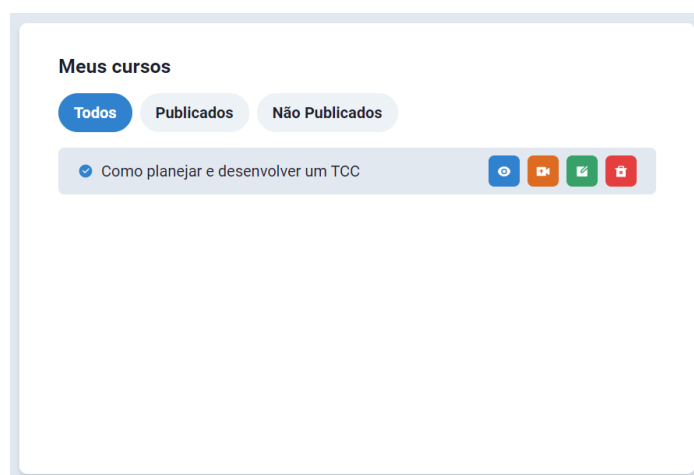 Meus cursos
Todos Publicados Não Publicados
Como planejar e desenvolver um TCC